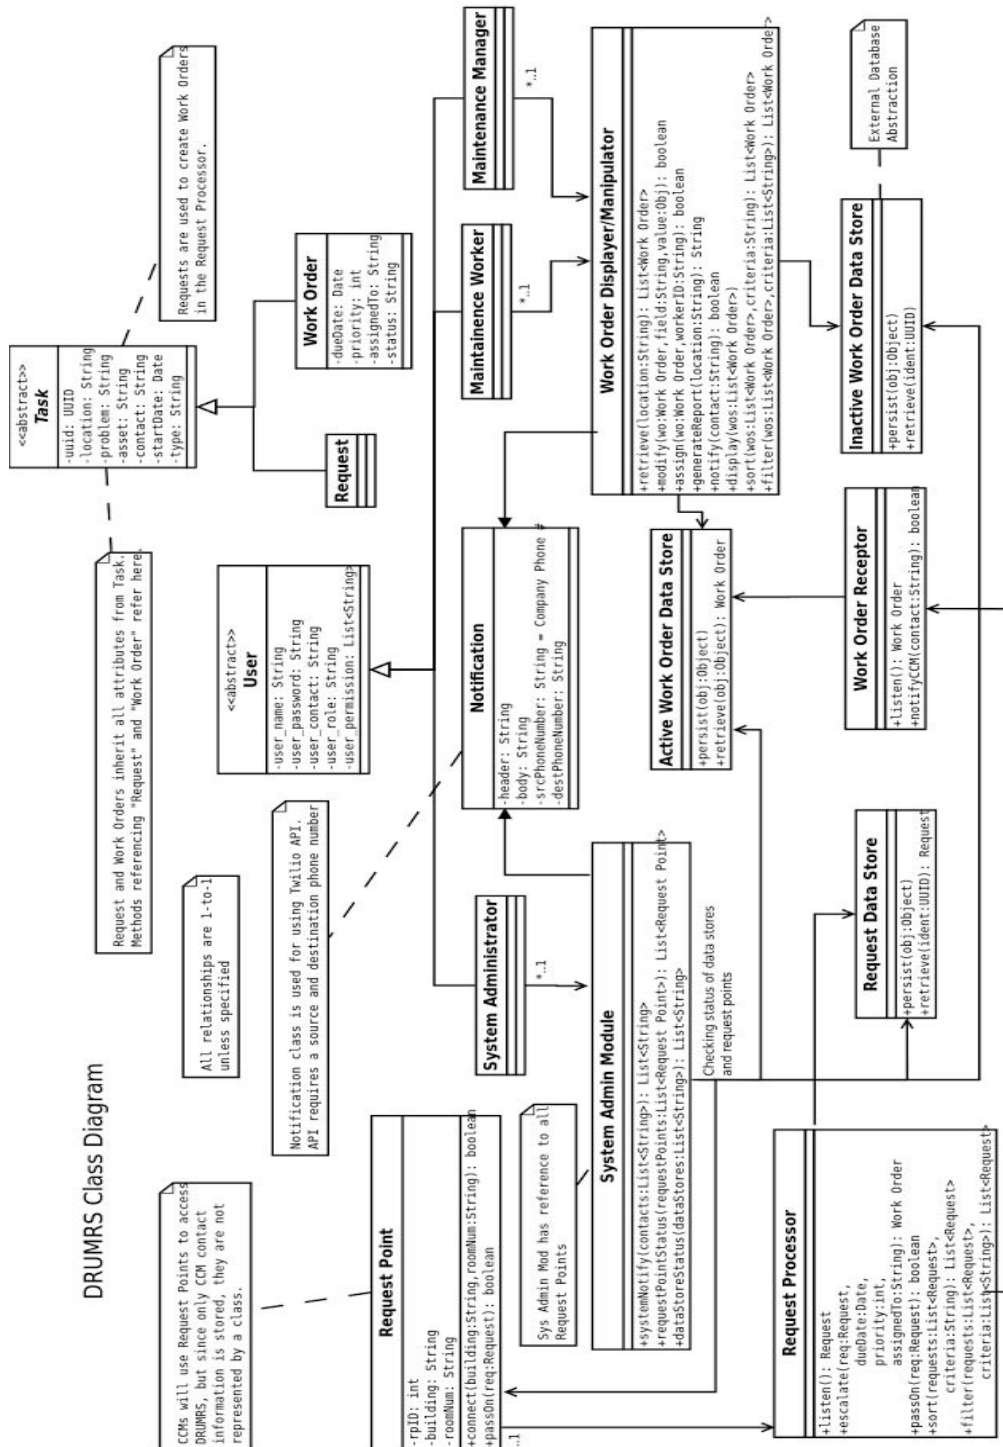 DRUMRS Class Diagram
CCMs will use Request Points to access
DRUMRS, but since only CCM contact
information is stored, they are not
represented by a class.
All relationships are 1-to-1
unless specified
Request and Work Orders inherit all attributes from Task.
Methods referencing "Request" and "Work Order" refer here.
<<abstract>>
Task
-uuid: UUID
-location: String
-problem: String
-asset: String
-contact: String
-startDate: Date
-type: String
Requests are used to create Work Orders
in the Request Processor.
Notification class is used for using Twilio API.
API requires a source and destination phone number
<<abstract>>
User
-user_name: String
-user_password: String
-user_contact: String
-user_role: String
-user_permission: List<String>
Request
Work Order
-dueDate: Date
-priority: int
-assignedTo: String
-status: String
Request Point
-rpID: int
-building: String
-roomNum: String
+connect(building:String,roomNum:String): boolean
+passOn(req:Request): boolean
..1
Sys Admin Mod has reference to all
Request Points
System Administrator
*..1
Notification
-header: String
-body: String
-srcPhoneNumber: String = Company Phone #
-destPhoneNumber: String
Maintainence Worker
*..1
Maintenance Manager
*..1
System Admin Module
+systemNotify(contacts:List<String>): List<String>
+requestPointStatus(requestPoints:List<Request Point>): List<Request Point>
+dataStoreStatus(dataStores:List<String>): List<String>
Checking status of data stores
and request points
Active Work Order Data Store
+persist(obj:Object)
+retrieve(obj:Object): Work Order
Work Order Displayer/Manipulator
+retrieve(location:String): List<Work Order>
+modify(wo:Work Order,field:String,value:Obj): boolean
+assign(wo:Work Order,workerID:String): boolean
+generateReport(location:String): String
+notify(contact:String): boolean
+display(wos:List<Work Order>)
+sort(wos:List<Work Order>,criteria:String): List<Work Order>
+filter(wos:List<Work Order>,criteria:List<String>): List<Work Order>
Request Processor
+listen(): Request
+escalate(req:Request,
dueDate:Date,
priority:int,
assignedTo:String): Work Order
+passOn(req:Request): boolean
+sort(requests:List<Request>,
criteria:String): List<Request>
+filter(requests:List<Request>,
criteria:List<String>): List<Request>
Request Data Store
+persist(obj:Object)
+retrieve(ident:UUID): Request
Work Order Receptor
+listen(): Work Order
+notifyCCM(contact:String): boolean
Inactive Work Order Data Store
+persist(obj:Object)
+retrieve(ident:UUID)
External Database
Abstraction